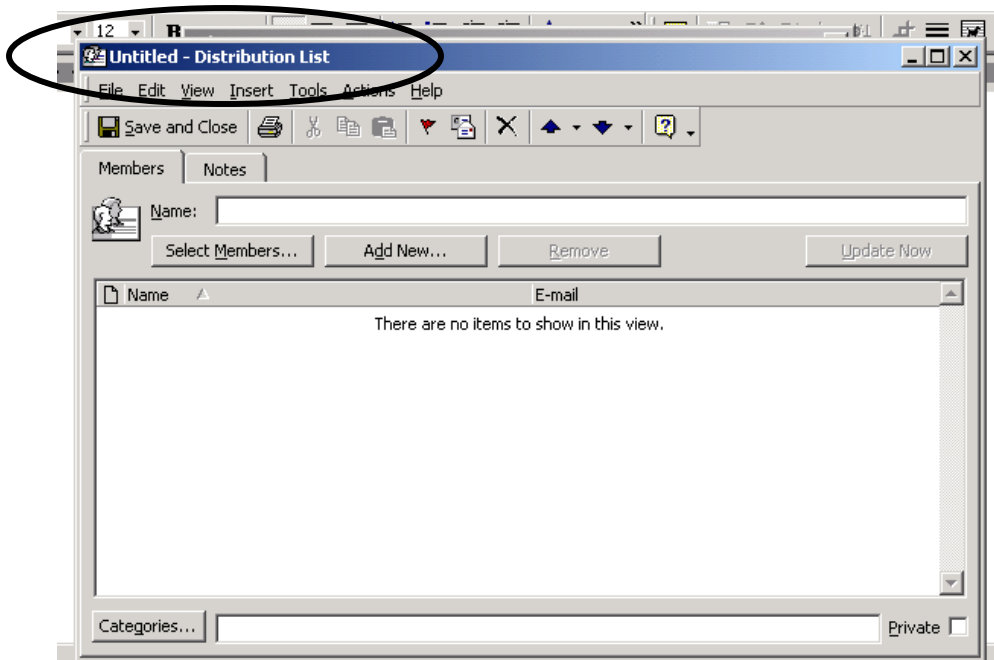 12 B
Untitled - Distribution List
File Edit View Insert Tools Actions Help
Save and Close
Members Notes
Name:
Select Members... Add New... Remove Update Now
Name E-mail
There are no items to show in this view.
Categories... Private